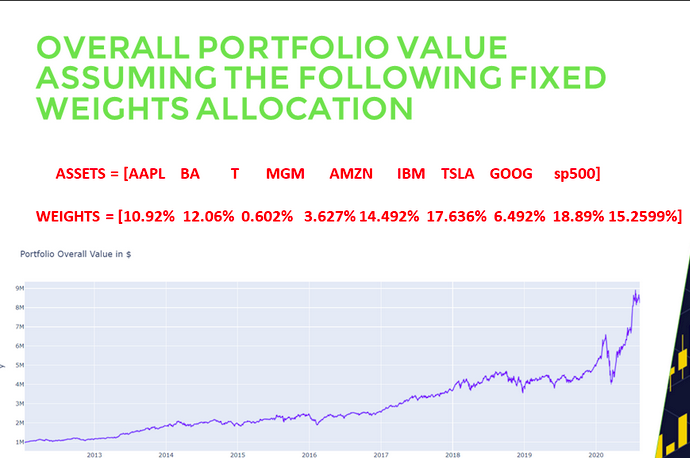 OVERALL PORTFOLIO VALUE
ASSUMING THE FOLLOWING FIXED
WEIGHTS ALLOCATION
ASSETS = [AAPL BA T MGM AMZN IBM TSLA GOOG sp500]
WEIGHTS = [10.92% 12.06% 0.602% 3.627% 14.492% 17.636% 6.492% 18.89% 15.2599%]
Portfolio Overall Value in $
9M
8M
7M
6M
5M
y
4M
3M
2M
1M
2013 2014 2015 2016 2017 2018 2019 2020